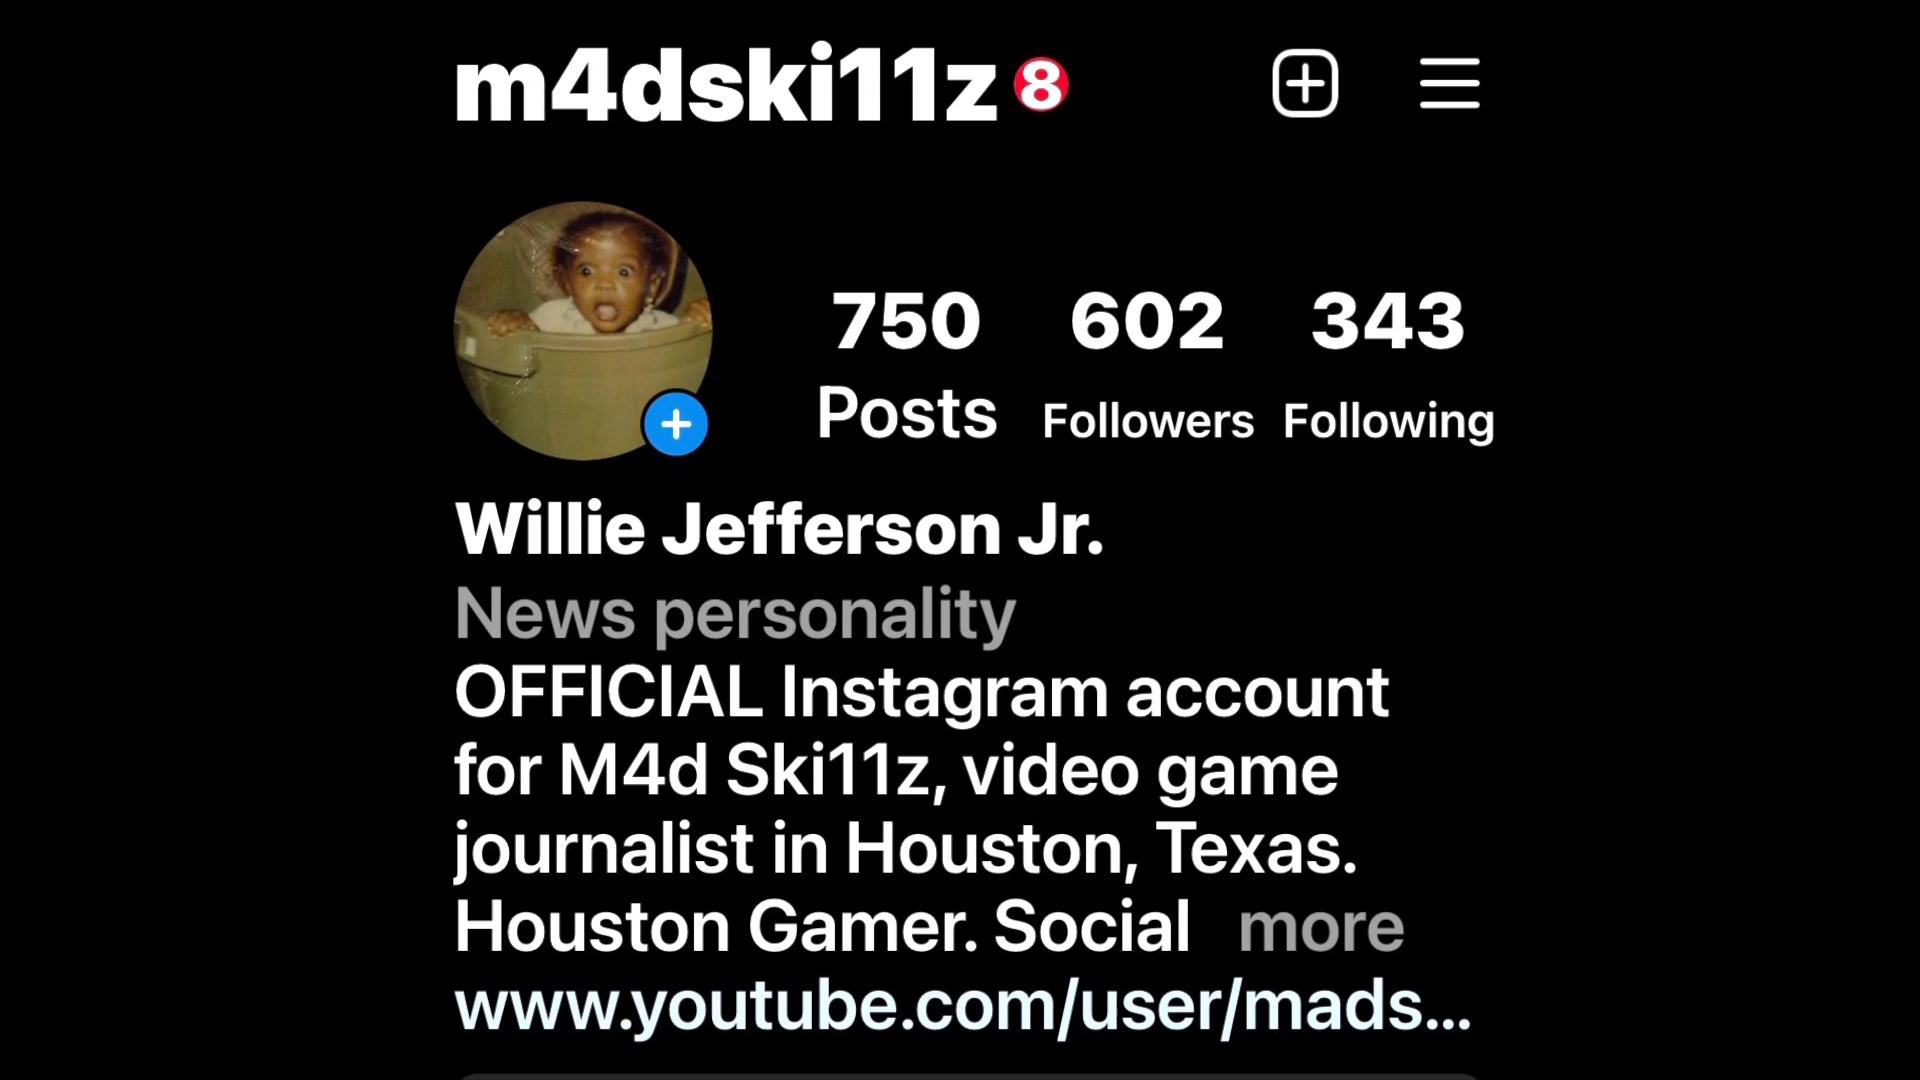 m4dski11z 8
750 602 343
Posts Followers Following
Willie Jefferson Jr.
News personality
OFFICIAL Instagram account
for M4d Ski11z, video game
journalist in Houston, Texas.
Houston Gamer. Social more
www.youtube.com/user/mads...